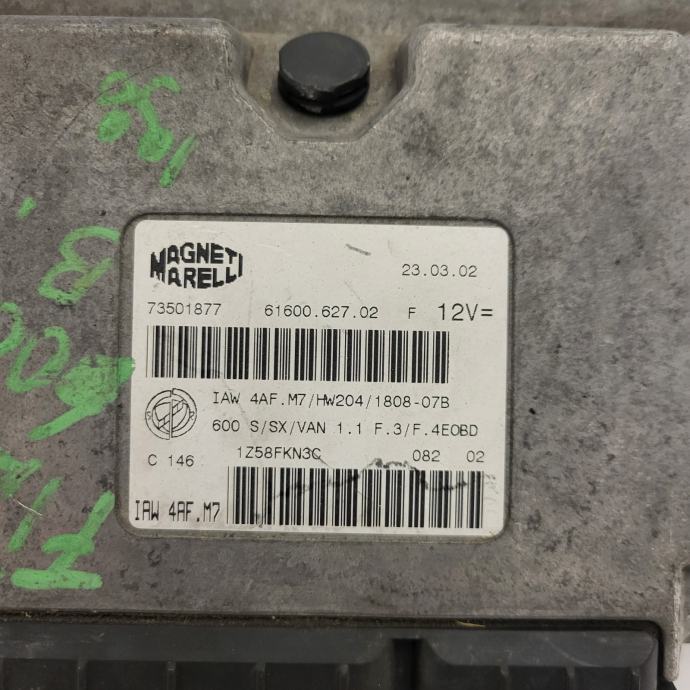 MAGNETI
MARELLI
23.03.02
73501877 61600.627.02 F 12V=
IAW 4AF.M7/HW204/1808-07B
600 S/SX/VAN 1.1 F.3/F.4EOBD
C 146 1Z58FKN3C 082 02
IAW 4AF.M7